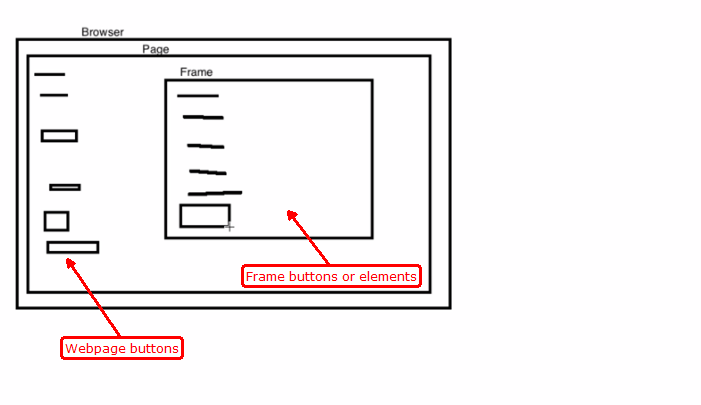 Browser
Page
Frame
Frame buttons or elements
Webpage buttons